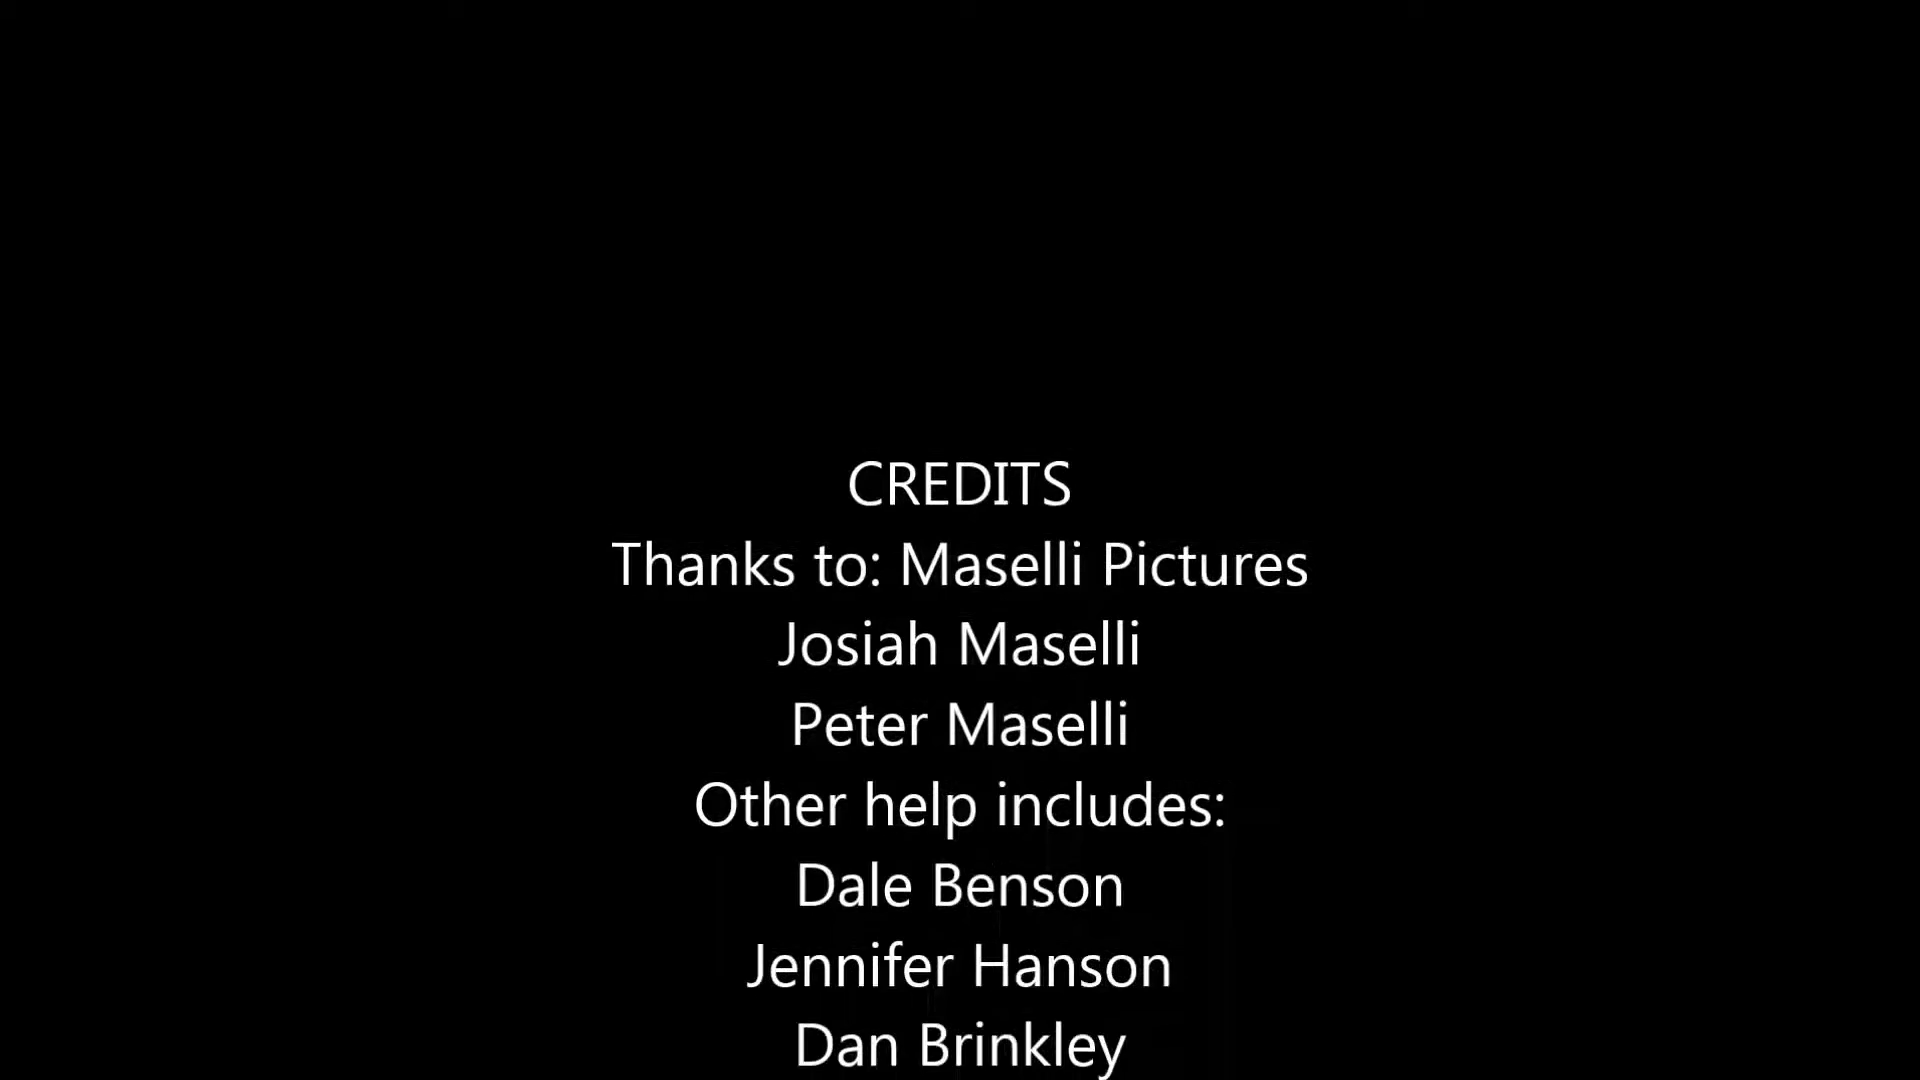 CREDITS
Thanks to: Maselli Pictures
Josiah Maselli
Peter Maselli
Other help includes:
Dale Benson
Jennifer Hanson
Dan Brinkley